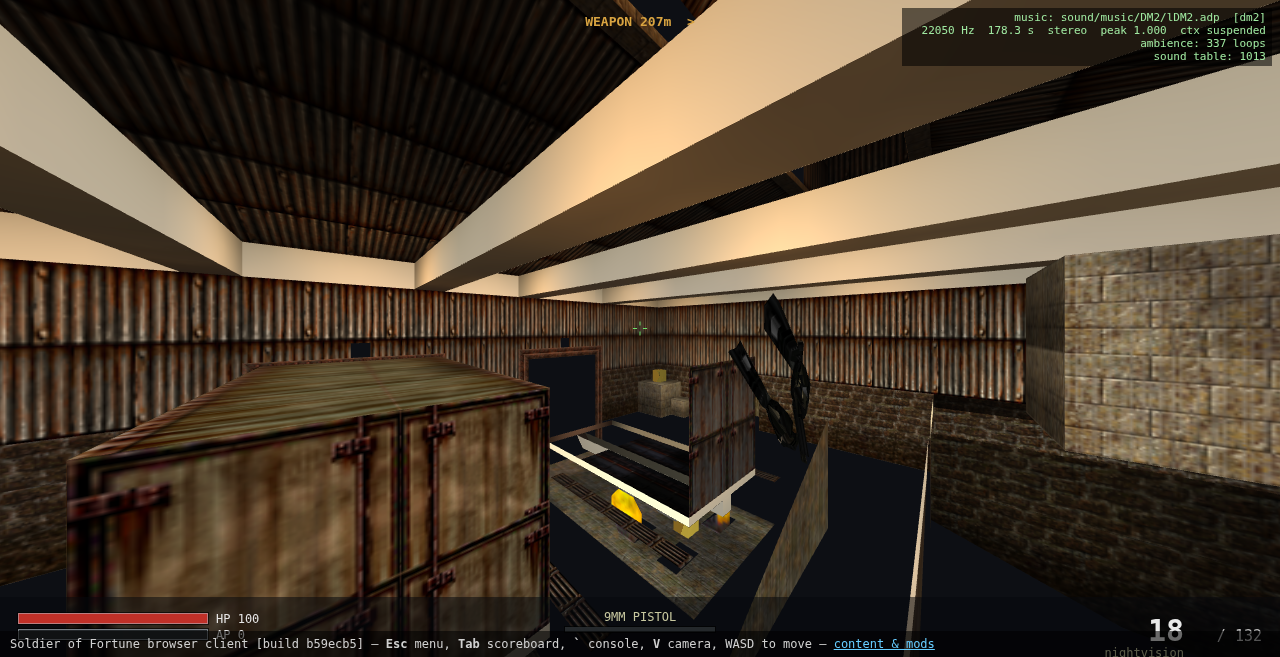 WEAPON 207m >
music: sound/music/DM2/lDM2.adp [dm2]
22050 Hz 178.3 s stereo peak 1.000 ctx suspended
ambience: 337 loops
sound table: 1013
HP 100
AP 0
9MM PISTOL
18 / 132
nightvision
Soldier of Fortune browser client [build b59ecb5] — Esc menu, Tab scoreboard, ` console, V camera, WASD to move — content & mods